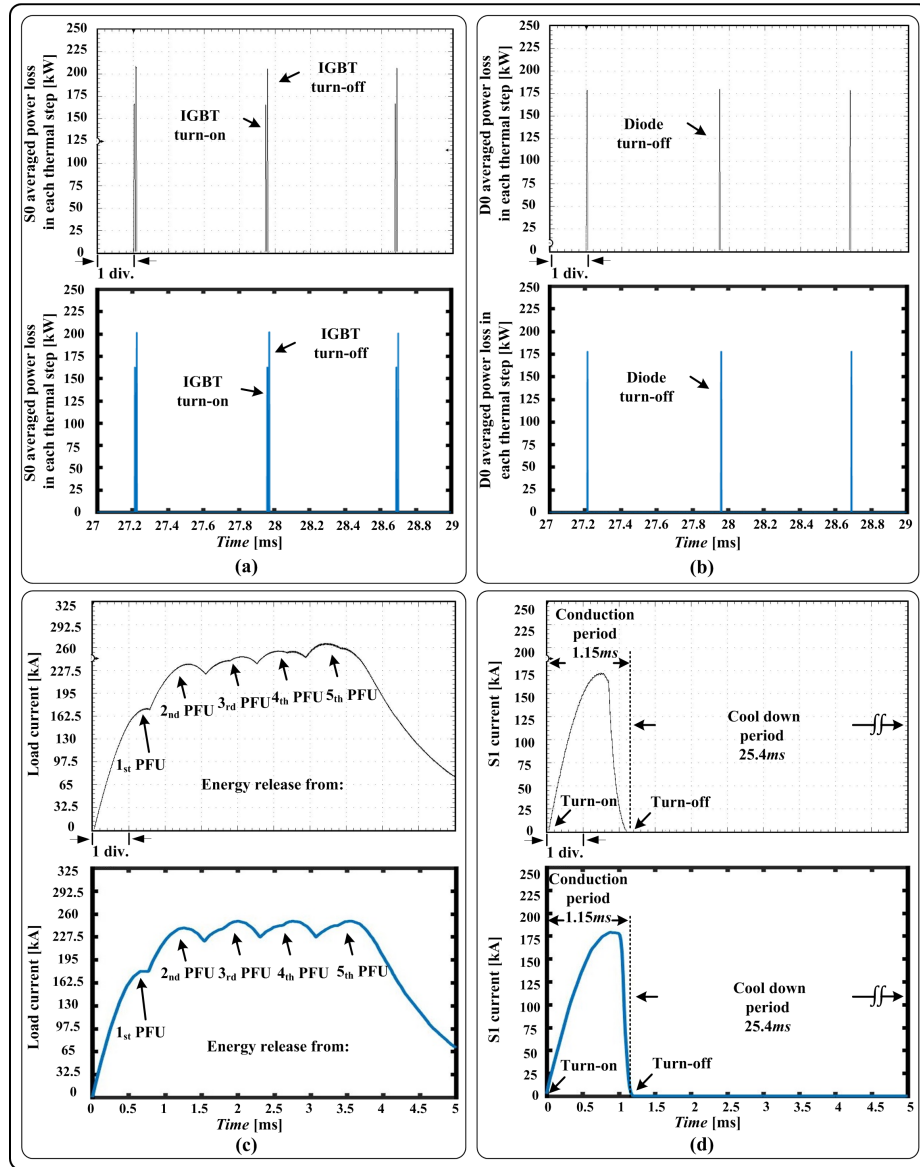 S0 averaged power loss
in each thermal step [kW]
250
225
200
175
150
125
100
75
50
25
0
IGBT
turn-off
IGBT
turn-on
1 div.
S0 averaged power loss
in each thermal step [kW]
250
225
200
175
150
125
100
75
50
25
0
IGBT
turn-off
IGBT
turn-on
27 27.2 27.4 27.6 27.8 28 28.2 28.4 28.6 28.8 29
Time [ms]
(a)
D0 averaged power loss
in each thermal step [kW]
250
225
200
175
150
125
100
75
50
25
0
Diode
turn-off
1 div.
D0 averaged power loss in
each thermal step [kW]
250
225
200
175
150
125
100
75
50
25
0
Diode
turn-off
27 27.2 27.4 27.6 27.8 28 28.2 28.4 28.6 28.8 29
Time [ms]
(b)
Load current [kA]
325
292.5
260
227.5
195
162.5
130
97.5
65
32.5
0
1st PFU
2nd PFU
3rd PFU
4th PFU
5th PFU
Energy release from:
1 div.
Load current [kA]
325
292.5
260
227.5
195
162.5
130
97.5
65
32.5
0
1st PFU
2nd PFU
3rd PFU
4th PFU
5th PFU
Energy release from:
0 0.5 1 1.5 2 2.5 3 3.5 4 4.5 5
Time [ms]
(c)
S1 current [kA]
250
225
200
175
150
125
100
75
50
25
0
Conduction
period
1.15ms
Cool down
period
25.4ms
Turn-on
Turn-off
1 div.
S1 current [kA]
250
225
200
175
150
125
100
75
50
25
0
Conduction
period
1.15ms
Cool down
period
25.4ms
Turn-on
Turn-off
0 0.5 1 1.5 2 2.5 3 3.5 4 4.5 5
Time [ms]
(d)